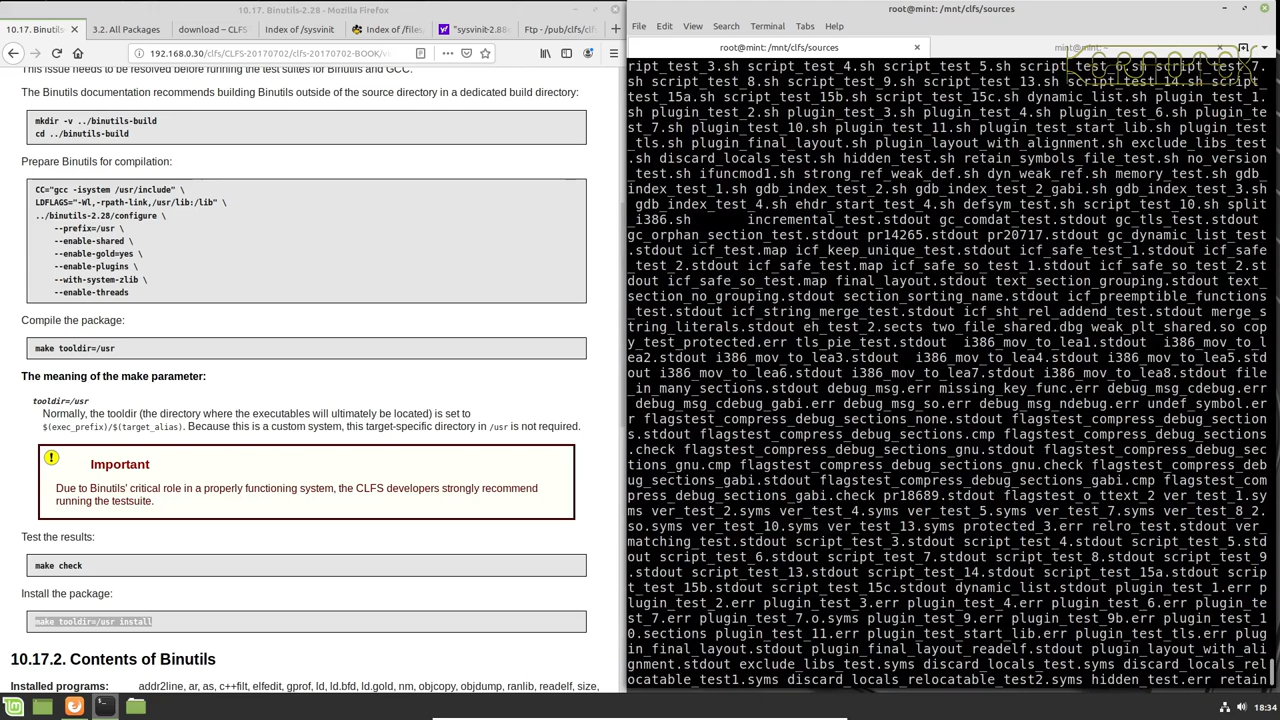 10.17. Binutils-2.28 - Mozilla Firefox
10.17. Binutils
3.2. All Packages
download – CLFS
Index of /sysvinit
Index of /files
"sysvinit-2.88
Ftp - /pub/clfs/cl
192.168.0.30/clfs/CLFS-20170702/clfs-20170702-BOOK/
This issue needs to be resolved before running the test suites for Binutils and GCC.
The Binutils documentation recommends building Binutils outside of the source directory in a dedicated build directory:
mkdir -v ../binutils-build
cd ../binutils-build
Prepare Binutils for compilation:
CC="gcc -isystem /usr/include" \
LDFLAGS="-Wl,-rpath-link,/usr/lib:/lib" \
../binutils-2.28/configure \
--prefix=/usr \
--enable-shared \
--enable-gold=yes \
--enable-plugins \
--with-system-zlib \
--enable-threads
Compile the package:
make tooldir=/usr
The meaning of the make parameter:
tooldir=/usr
Normally, the tooldir (the directory where the executables will ultimately be located) is set to
$(exec_prefix)/$(target_alias). Because this is a custom system, this target-specific directory in /usr is not required.
Important
Due to Binutils' critical role in a properly functioning system, the CLFS developers strongly recommend
running the testsuite.
Test the results:
make check
Install the package:
make tooldir=/usr install
10.17.2. Contents of Binutils
Installed programs: addr2line, ar, as, c++filt, elfedit, gprof, ld, ld.bfd, ld.gold, nm, objcopy, objdump, ranlib, readelf, size,
root@mint: /mnt/clfs/sources
File Edit View Search Terminal Tabs Help
root@mint: /mnt/clfs/sources
mint@mint: ~
ript_test_3.sh script_test_4.sh script_test_5.sh script_test_7.
sh script_test_8.sh script_test_9.sh script_test_13.sh script_test_14.sh script_
test_15a.sh script_test_15b.sh script_test_15c.sh dynamic_list.sh plugin_test_1.
sh plugin_test_2.sh plugin_test_3.sh plugin_test_4.sh plugin_test_6.sh plugin_te
st_7.sh plugin_test_10.sh plugin_test_11.sh plugin_test_start_lib.sh plugin_test
_tls.sh plugin_final_layout.sh plugin_layout_with_alignment.sh exclude_libs_test
.sh discard_locals_test.sh hidden_test.sh retain_symbols_file_test.sh no_version
_test.sh ifuncmod1.sh strong_ref_weak_def.sh dyn_weak_ref.sh memory_test.sh gdb_
index_test_1.sh gdb_index_test_2.sh gdb_index_test_2_gabi.sh gdb_index_test_3.sh
gdb_index_test_4.sh ehdr_start_test_4.sh defsym_test.sh script_test_10.sh split
_i386.sh incremental_test.stdout gc_comdat_test.stdout gc_tls_test.stdout
gc_orphan_section_test.stdout pr14265.stdout pr20717.stdout gc_dynamic_list_test
.stdout icf_test.map icf_keep_unique_test.stdout icf_safe_test_1.stdout icf_safe
_test_2.stdout icf_safe_test.map icf_safe_so_test_1.stdout icf_safe_so_test_2.st
dout icf_safe_so_test.map final_layout.stdout text_section_grouping.stdout text_
section_no_grouping.stdout section_sorting_name.stdout icf_preemptible_functions
_test.stdout icf_string_merge_test.stdout icf_sht_rel_addend_test.stdout merge_s
tring_literals.stdout eh_test_2.sects two_file_shared.dbg weak_plt_shared.so cop
y_test_protected.err tls_pie_test.stdout i386_mov_to_lea1.stdout i386_mov_to_l
ea2.stdout i386_mov_to_lea3.stdout i386_mov_to_lea4.stdout i386_mov_to_lea5.std
out i386_mov_to_lea6.stdout i386_mov_to_lea7.stdout i386_mov_to_lea8.stdout file
_in_many_sections.stdout debug_msg.err missing_key_func.err debug_msg_cdebug.err
debug_msg_cdebug_gabi.err debug_msg_so.err debug_msg_ndebug.err undef_symbol.er
r flagstest_compress_debug_sections_none.stdout flagstest_compress_debug_section
s.stdout flagstest_compress_debug_sections.cmp flagstest_compress_debug_sections
.check flagstest_compress_debug_sections_gnu.stdout flagstest_compress_debug_sec
tions_gnu.cmp flagstest_compress_debug_sections_gnu.check flagstest_compress_deb
ug_sections_gabi.stdout flagstest_compress_debug_sections_gabi.cmp flagstest_com
press_debug_sections_gabi.check pr18689.stdout flagstest_o_ttext_2 ver_test_1.sy
ms ver_test_2.syms ver_test_4.syms ver_test_5.syms ver_test_7.syms ver_test_8_2.
so.syms ver_test_10.syms ver_test_13.syms protected_3.err relro_test.stdout ver_
matching_test.stdout script_test_3.stdout script_test_4.stdout script_test_5.std
out script_test_6.stdout script_test_7.stdout script_test_8.stdout script_test_9
.stdout script_test_13.stdout script_test_14.stdout script_test_15a.stdout scrip
t_test_15b.stdout script_test_15c.stdout dynamic_list.stdout plugin_test_1.err p
lugin_test_2.err plugin_test_3.err plugin_test_4.err plugin_test_6.err plugin_te
st_7.err plugin_test_7.o.syms plugin_test_9.err plugin_test_9b.err plugin_test_1
0.sections plugin_test_11.err plugin_test_start_lib.err plugin_test_tls.err plug
in_final_layout.stdout plugin_final_layout_readelf.stdout plugin_layout_with_ali
gnment.stdout exclude_libs_test.syms discard_locals_test.syms discard_locals_rel
ocatable_test1.syms discard_locals_relocatable_test2.syms hidden_test.err retain
18:34